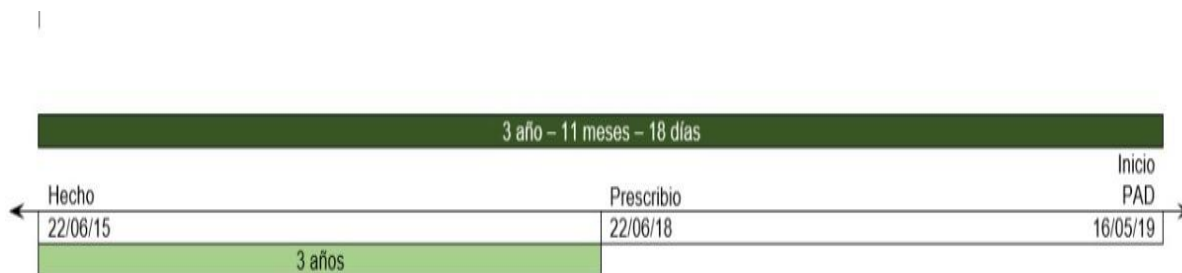 3 año – 11 meses – 18 días
Inicio
Hecho Prescribio PAD
22/06/15 22/06/18 16/05/19
3 años